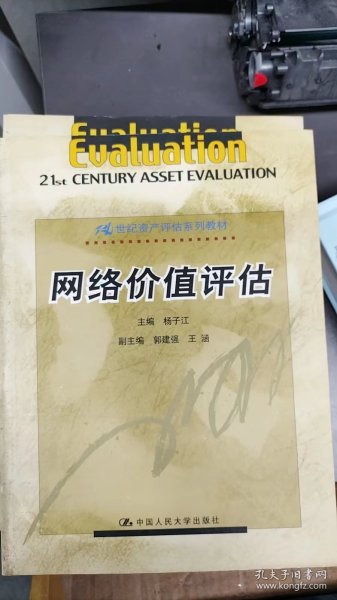 Evaluation
Evaluation
21st CENTURY ASSET EVALUATION
21世纪资产评估系列教材
网络价值评估
主编 杨子江
副主编 郭建强 王涵
中国人民大学出版社
孔夫子旧书网
www.kongfz.com